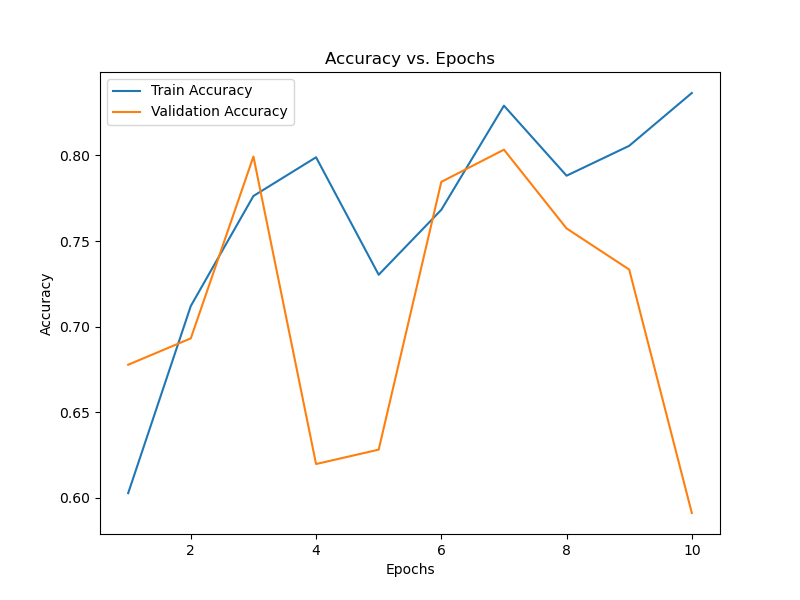 Accuracy vs. Epochs
Train Accuracy
Validation Accuracy
0.80
0.75
0.70
0.65
0.60
Accuracy
2 4 6 8 10
Epochs